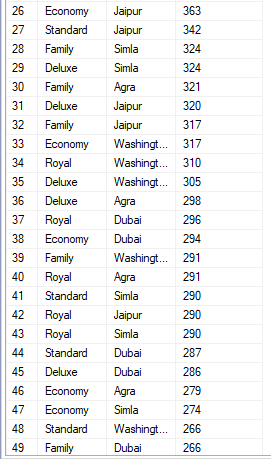 26 Economy Jaipur 363
27 Standard Jaipur 342
28 Family Simla 324
29 Deluxe Simla 324
30 Family Agra 321
31 Deluxe Jaipur 320
32 Family Jaipur 317
33 Economy Washingt... 317
34 Royal Washingt... 310
35 Deluxe Washingt... 305
36 Deluxe Agra 298
37 Royal Dubai 296
38 Economy Dubai 294
39 Family Washingt... 291
40 Royal Agra 291
41 Standard Simla 290
42 Royal Jaipur 290
43 Royal Simla 290
44 Standard Dubai 287
45 Deluxe Dubai 286
46 Economy Agra 279
47 Economy Simla 274
48 Standard Washingt... 266
49 Family Dubai 266